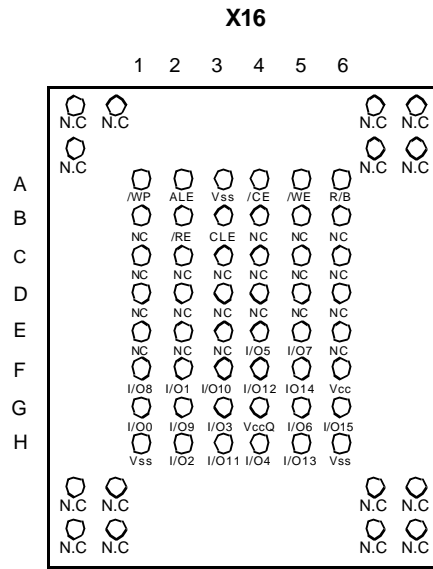 X16
1 2 3 4 5 6
N.C N.C N.C N.C
N.C N.C N.C
A
/WP ALE Vss /CE /WE R/B
B
NC /RE CLE NC NC NC
C
NC NC NC NC NC NC
D
NC NC NC NC NC NC
E
NC NC NC I/O5 I/O7 NC
F
I/O8 I/O1 I/O10 I/O12 IO14 Vcc
G
I/O0 I/O9 I/O3 VccQ I/O6 I/O15
H
Vss I/O2 I/O11 I/O4 I/O13 Vss
N.C N.C N.C N.C
N.C N.C N.C N.C